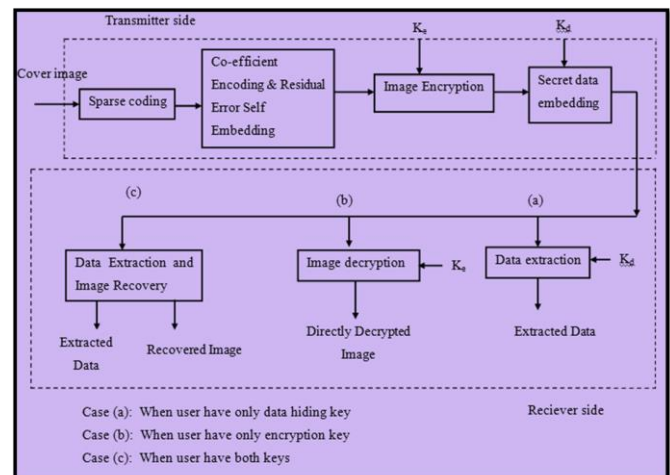 Transmitter side
Cover image
Sparse coding
Co-efficient
Encoding & Residual
Error Self
Embedding
Ke
Image Encryption
Kd
Secret data
embedding
(c)
(b)
(a)
Data Extraction and
Image Recovery
Image decryption
Ke
Data extraction
Kd
Extracted
Data
Recovered Image
Directly Decrypted
Image
Extracted Data
Case (a): When user have only data hiding key
Reciever side
Case (b): When user have only encryption key
Case (c): When user have both keys